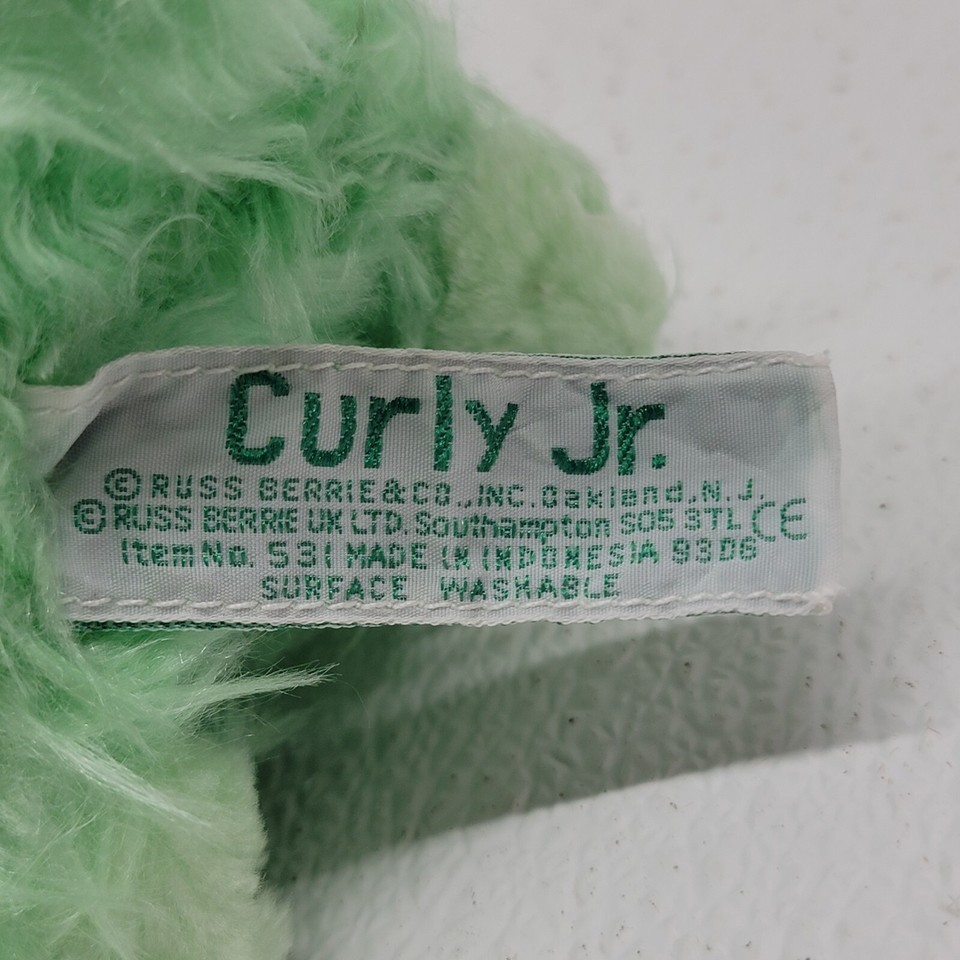 Curly Jr.
© RUSS BERRIE & CO., INC. Oakland, N.J.
© RUSS BERRIE UK LTD. Southampton SO5 3TL CE
Item No. 531 MADE IN INDONESIA 93D6
SURFACE WASHABLE